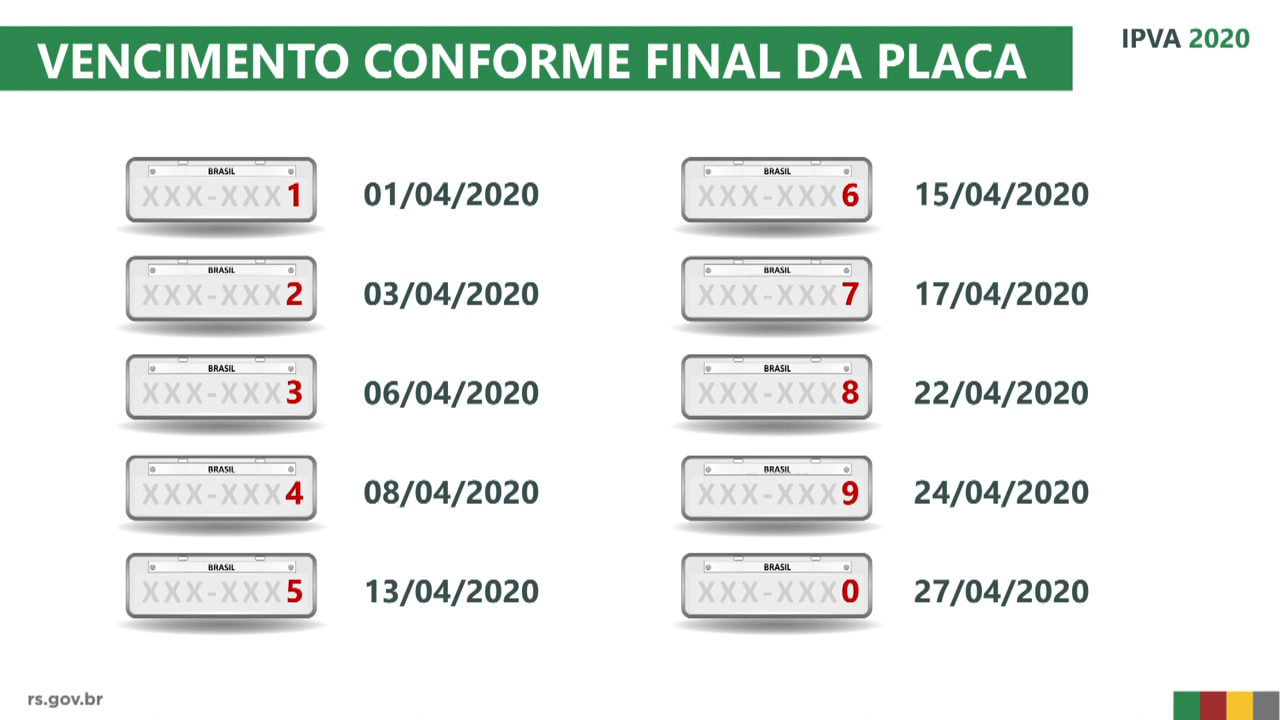 VENCIMENTO CONFORME FINAL DA PLACA
IPVA 2020
BRASIL
XXX-XXX1
01/04/2020
BRASIL
XXX-XXX2
03/04/2020
BRASIL
XXX-XXX3
06/04/2020
BRASIL
XXX-XXX4
08/04/2020
BRASIL
XXX-XXX5
13/04/2020
BRASIL
XXX-XXX6
15/04/2020
BRASIL
XXX-XXX7
17/04/2020
BRASIL
XXX-XXX8
22/04/2020
BRASIL
XXX-XXX9
24/04/2020
BRASIL
XXX-XXX0
27/04/2020
rs.gov.br